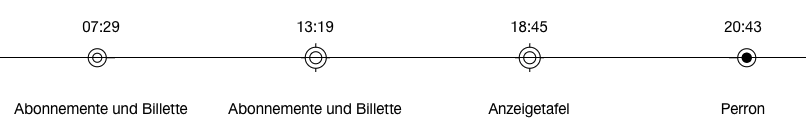 07:29 13:19 18:45 20:43
Abonnemente und Billette Abonnemente und Billette Anzeigetafel Perron